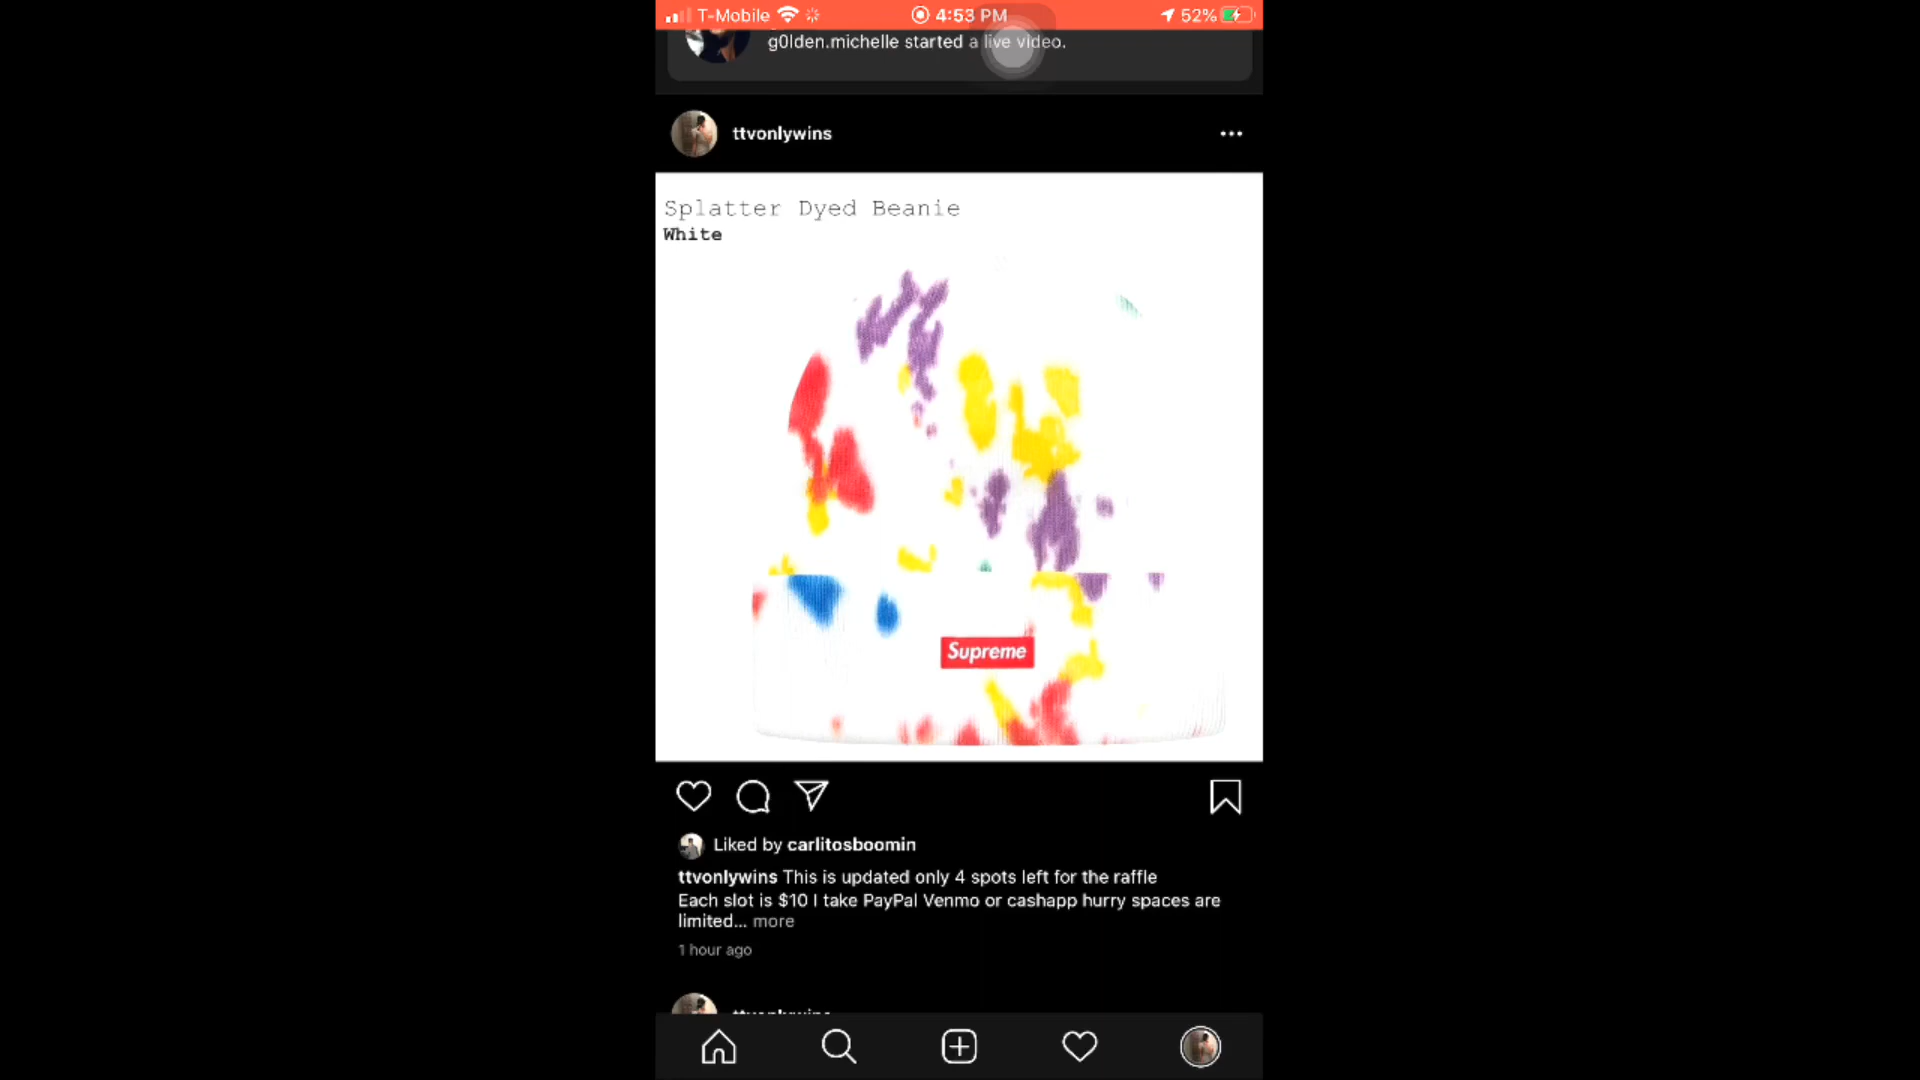 T-Mobile 4:53 PM 52%
g0lden.michelle started a live video.
ttvonlywins
Splatter Dyed Beanie
White
Supreme
Liked by carlitosboomin
ttvonlywins This is updated only 4 spots left for the raffle
Each slot is $10 I take PayPal Venmo or cashapp hurry spaces are
limited... more
1 hour ago
ttvonlywins